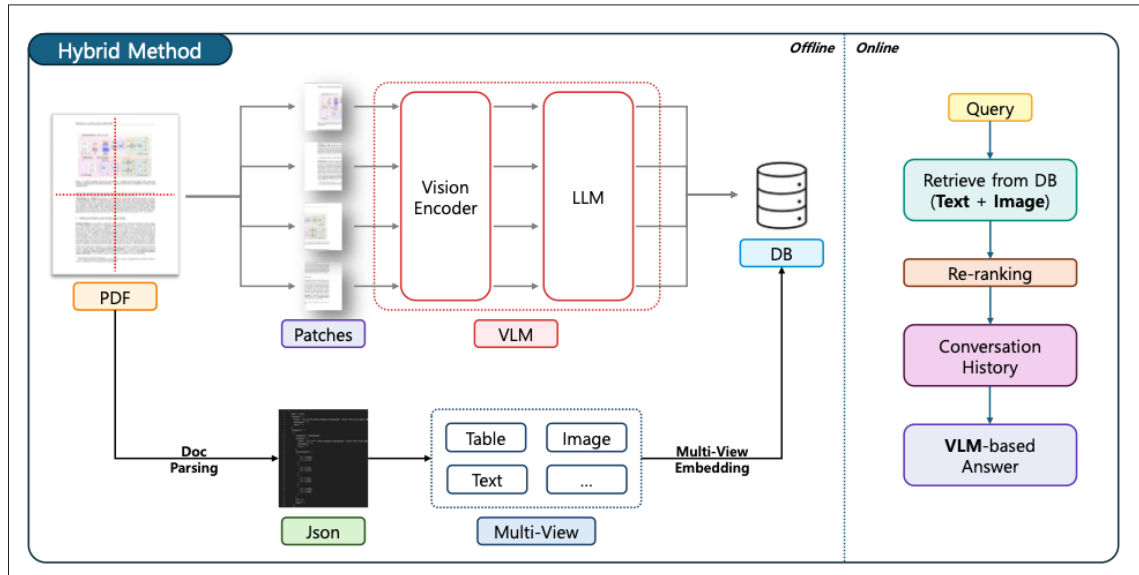 Hybrid Method
Offline
Online
PDF
Patches
Vision
Encoder
LLM
VLM
DB
Doc
Parsing
Json
Table
Image
Text
...
Multi-View
Multi-View
Embedding
Query
Retrieve from DB
(Text + Image)
Re-ranking
Conversation
History
VLM-based
Answer